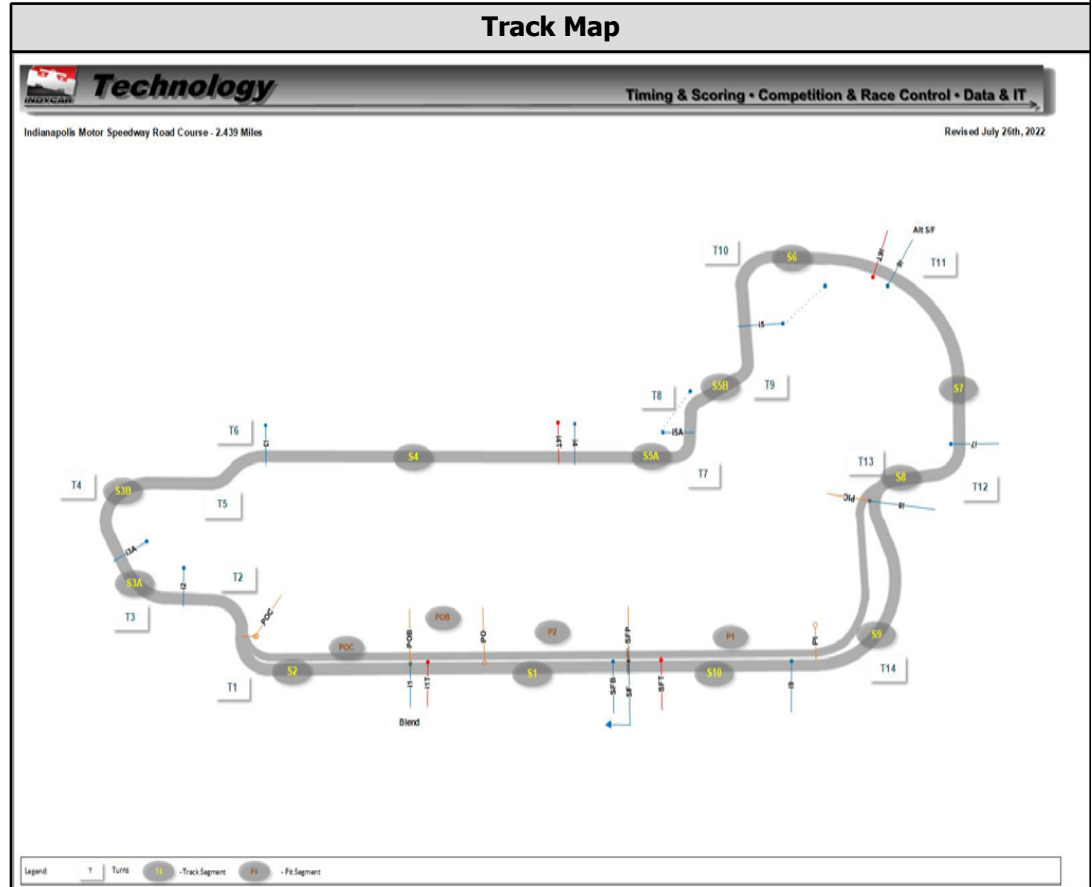 Track Map
INDYCAR
Technology
Timing & Scoring • Competition & Race Control • Data & IT
Indianapolis Motor Speedway Road Course - 2.439 Miles
Revised July 26th, 2022
Alt S/F
T10
S6
I6T
I6
T11
I5
T8
S5B
T9
S7
T6
I3
I4T
I4
I5A
S4
S5A
T7
I7
T13
S8
T4
S3B
T5
T12
PIC
I8
I3A
S3A
I2
T2
T3
POC
POB
POB
PO
P2
SFP
P1
PI
S9
POC
T14
S2
S1
S10
T1
I1
I1T
SFB
S/F
SFT
I9
Blend
Legend:
T
Turns
- Track Segment
- Pit Segment